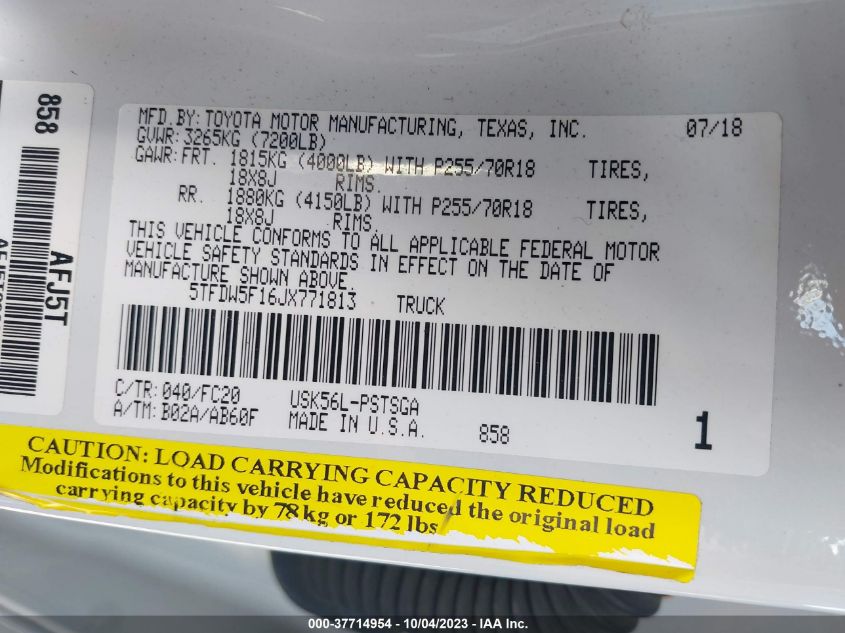 858
AFJ5T
MFD.BY: TOYOTA MOTOR MANUFACTURING, TEXAS, INC. 07/18
GVWR: 3265KG (7200LB)
GAWR: FRT. 1815KG (4000LB) WITH P255/70R18 TIRES,
18X8J RIMS.
RR. 1880KG (4150LB) WITH P255/70R18 TIRES,
18X8J RIMS.
THIS VEHICLE CONFORMS TO ALL APPLICABLE FEDERAL MOTOR
VEHICLE SAFETY STANDARDS IN EFFECT ON THE DATE OF
MANUFACTURE SHOWN ABOVE.
5TFDW5F16JX771813 TRUCK
C/TR: 040/FC20 USK56L-PSTSGA
A/TM: B02A/AB60F MADE IN U.S.A. 858 1
CAUTION: LOAD CARRYING CAPACITY REDUCED
Modifications to this vehicle have reduced the original load
carrying capacity by 78 kg or 172 lbs
000-37714954 - 10/04/2023 - IAA Inc.